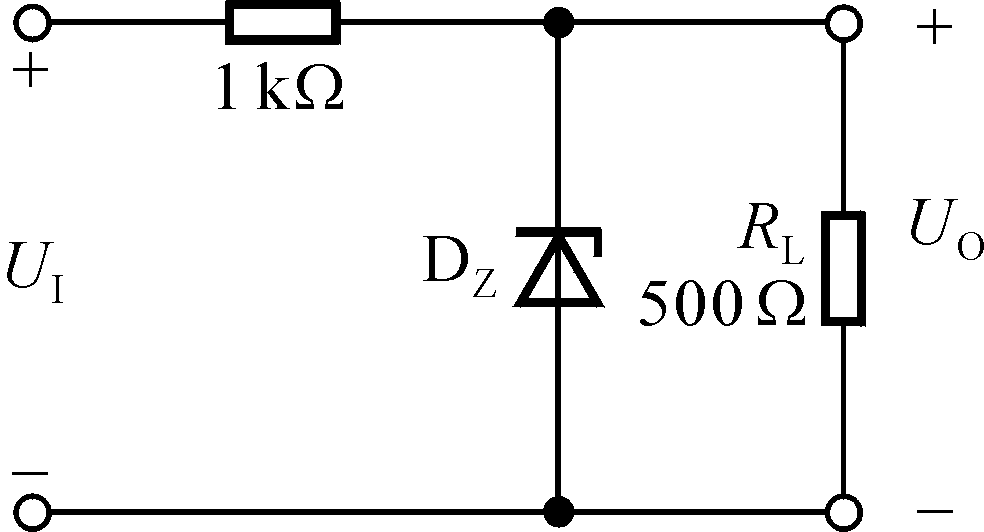 +
1 kΩ
+
U_I
D_Z
R_L
500 Ω
U_O
−
−